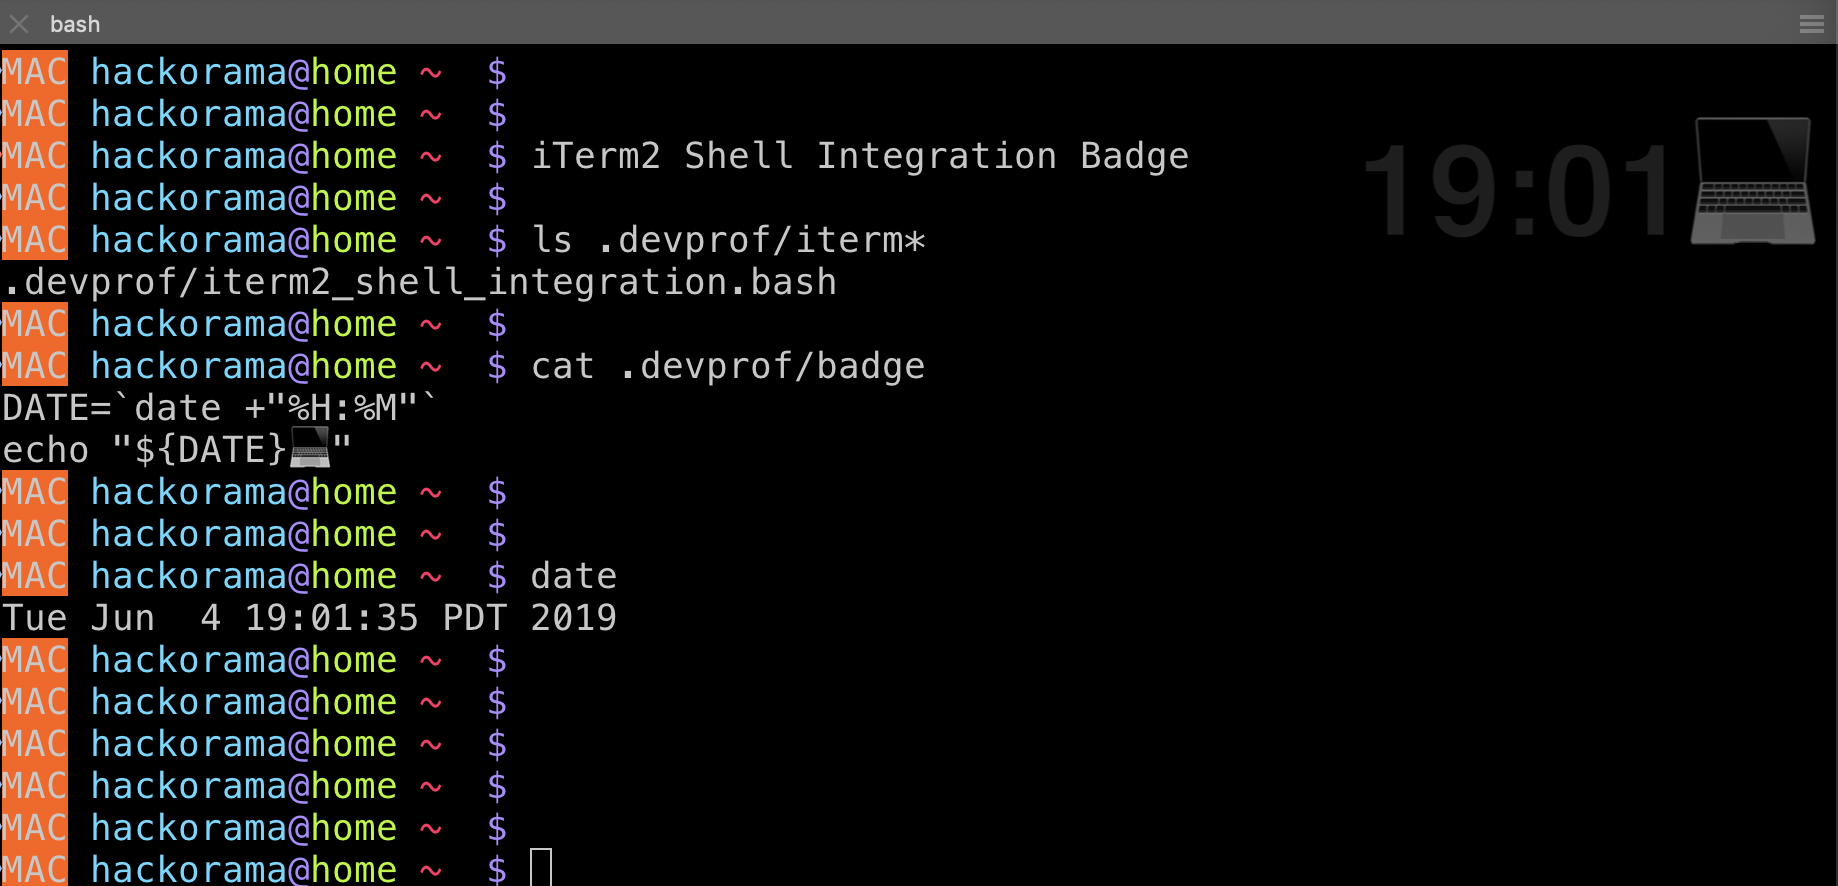 bash
MAC hackorama@home ~  $
MAC hackorama@home ~  $
MAC hackorama@home ~  $ iTerm2 Shell Integration Badge
19:01💻
MAC hackorama@home ~  $
MAC hackorama@home ~  $ ls .devprof/iterm*
.devprof/iterm2_shell_integration.bash
MAC hackorama@home ~  $
MAC hackorama@home ~  $ cat .devprof/badge
DATE=`date +"%H:%M"`
echo "${DATE}💻"
MAC hackorama@home ~  $
MAC hackorama@home ~  $
MAC hackorama@home ~  $ date
Tue Jun  4 19:01:35 PDT 2019
MAC hackorama@home ~  $
MAC hackorama@home ~  $
MAC hackorama@home ~  $
MAC hackorama@home ~  $
MAC hackorama@home ~  $
MAC hackorama@home ~  $